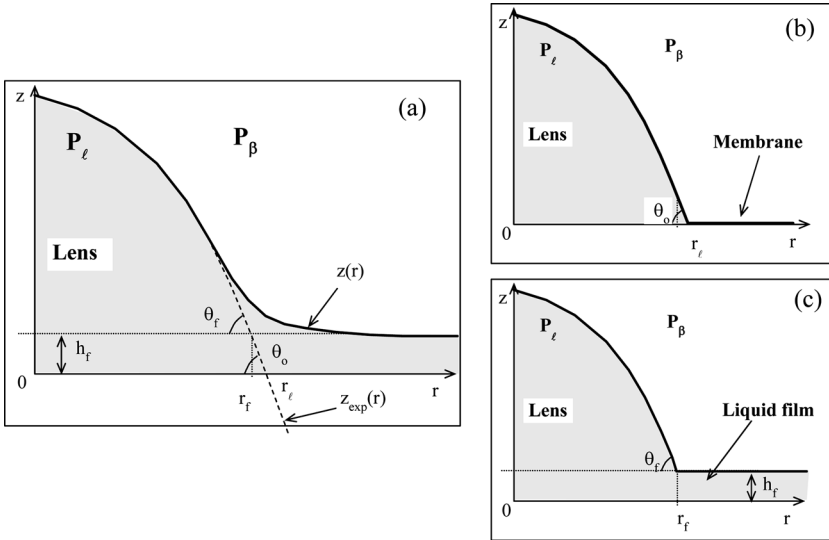 (a)
z
P_ℓ
P_β
Lens
z(r)
θ_f
h_f
θ_o
0
r_f
r_ℓ
r
z_exp(r)
(b)
z
P_ℓ
P_β
Lens
Membrane
θ_o
0
r_ℓ
r
(c)
z
P_ℓ
P_β
Lens
Liquid film
θ_f
h_f
0
r_f
r